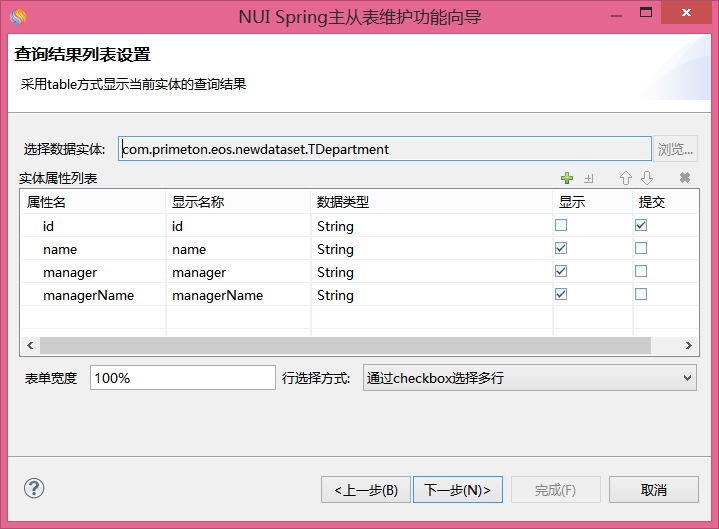 NUI Spring主从表维护功能向导
查询结果列表设置
采用table方式显示当前实体的查询结果
选择数据实体: com.primeton.eos.newdataset.TDepartment 浏览...
实体属性列表
属性名 显示名称 数据类型 显示 提交
id id String
name name String
manager manager String
managerName managerName String
表单宽度 100% 行选择方式: 通过checkbox选择多行
<上一步(B) 下一步(N)> 完成(F) 取消